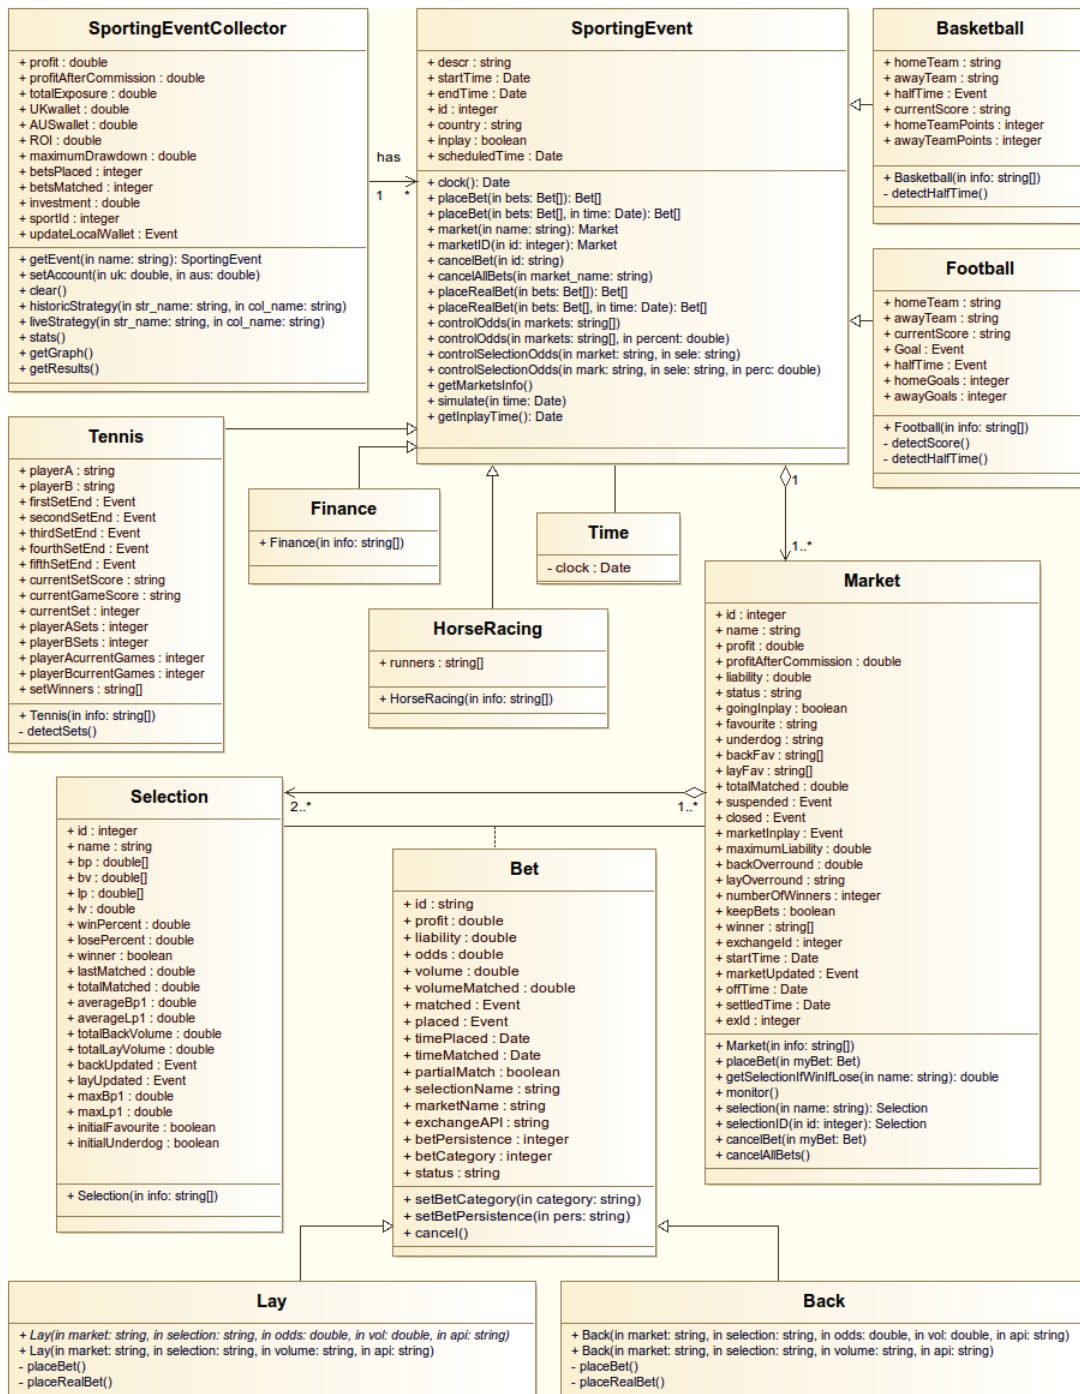 SportingEventCollector
+ profit : double
+ profitAfterCommission : double
+ totalExposure : double
+ UKwallet : double
+ AUSwallet : double
+ ROI : double
+ maximumDrawdown : double
+ betsPlaced : integer
+ betsMatched : integer
+ investment : double
+ sportId : integer
+ updateLocalWallet : Event
+ getEvent(in name: string): SportingEvent
+ setAccount(in uk: double, in aus: double)
+ clear()
+ historicStrategy(in str_name: string, in col_name: string)
+ liveStrategy(in str_name: string, in col_name: string)
+ stats()
+ getGraph()
+ getResults()
has
1
*
SportingEvent
+ descr : string
+ startTime : Date
+ endTime : Date
+ id : integer
+ country : string
+ inplay : boolean
+ scheduledTime : Date
+ clock(): Date
+ placeBet(in bets: Bet[]): Bet[]
+ placeBet(in bets: Bet[], in time: Date): Bet[]
+ market(in name: string): Market
+ marketID(in id: integer): Market
+ cancelBet(in id: string)
+ cancelAllBets(in market_name: string)
+ placeRealBet(in bets: Bet[]): Bet[]
+ placeRealBet(in bets: Bet[], in time: Date): Bet[]
+ controlOdds(in markets: string[])
+ controlOdds(in markets: string[], in percent: double)
+ controlSelectionOdds(in market: string, in sele: string)
+ controlSelectionOdds(in mark: string, in sele: string, in perc: double)
+ getMarketsInfo()
+ simulate(in time: Date)
+ getInplayTime(): Date
Basketball
+ homeTeam : string
+ awayTeam : string
+ halfTime : Event
+ currentScore : string
+ homeTeamPoints : integer
+ awayTeamPoints : integer
+ Basketball(in info: string[])
- detectHalfTime()
Football
+ homeTeam : string
+ awayTeam : string
+ currentScore : string
+ Goal : Event
+ halfTime : Event
+ homeGoals : integer
+ awayGoals : integer
+ Football(in info: string[])
- detectScore()
- detectHalfTime()
Tennis
+ playerA : string
+ playerB : string
+ firstSetEnd : Event
+ secondSetEnd : Event
+ thirdSetEnd : Event
+ fourthSetEnd : Event
+ fifthSetEnd : Event
+ currentSetScore : string
+ currentGameScore : string
+ currentSet : integer
+ playerASets : integer
+ playerBSets : integer
+ playerAcurrentGames : integer
+ playerBcurrentGames : integer
+ setWinners : string[]
+ Tennis(in info: string[])
- detectSets()
Finance
+ Finance(in info: string[])
Time
- clock : Date
1
1..*
HorseRacing
+ runners : string[]
+ HorseRacing(in info: string[])
Market
+ id : integer
+ name : string
+ profit : double
+ profitAfterCommission : double
+ liability : double
+ status : string
+ goingInplay : boolean
+ favourite : string
+ underdog : string
+ backFav : string[]
+ layFav : string[]
+ totalMatched : double
+ suspended : Event
+ closed : Event
+ marketInplay : Event
+ maximumLiability : double
+ backOverround : double
+ layOverround : string
+ numberOfWinners : integer
+ keepBets : boolean
+ winner : string[]
+ exchangeId : integer
+ startTime : Date
+ marketUpdated : Event
+ offTime : Date
+ settledTime : Date
+ exId : integer
+ Market(in info: string[])
+ placeBet(in myBet: Bet)
+ getSelectionIfWinIfLose(in name: string): double
+ monitor()
+ selection(in name: string): Selection
+ selectionID(in id: integer): Selection
+ cancelBet(in myBet: Bet)
+ cancelAllBets()
2..*
1..*
Selection
+ id : integer
+ name : string
+ bp : double[]
+ bv : double[]
+ lp : double[]
+ lv : double
+ winPercent : double
+ losePercent : double
+ winner : boolean
+ lastMatched : double
+ totalMatched : double
+ averageBp1 : double
+ averageLp1 : double
+ totalBackVolume : double
+ totalLayVolume : double
+ backUpdated : Event
+ layUpdated : Event
+ maxBp1 : double
+ maxLp1 : double
+ initialFavourite : boolean
+ initialUnderdog : boolean
+ Selection(in info: string[])
Bet
+ id : string
+ profit : double
+ liability : double
+ odds : double
+ volume : double
+ volumeMatched : double
+ matched : Event
+ placed : Event
+ timePlaced : Date
+ timeMatched : Date
+ partialMatch : boolean
+ selectionName : string
+ marketName : string
+ exchangeAPI : string
+ betPersistence : integer
+ betCategory : integer
+ status : string
+ setBetCategory(in category: string)
+ setBetPersistence(in pers: string)
+ cancel()
Lay
+ Lay(in market: string, in selection: string, in odds: double, in vol: double, in api: string)
+ Lay(in market: string, in selection: string, in volume: string, in api: string)
- placeBet()
- placeRealBet()
Back
+ Back(in market: string, in selection: string, in odds: double, in vol: double, in api: string)
+ Back(in market: string, in selection: string, in volume: string, in api: string)
- placeBet()
- placeRealBet()